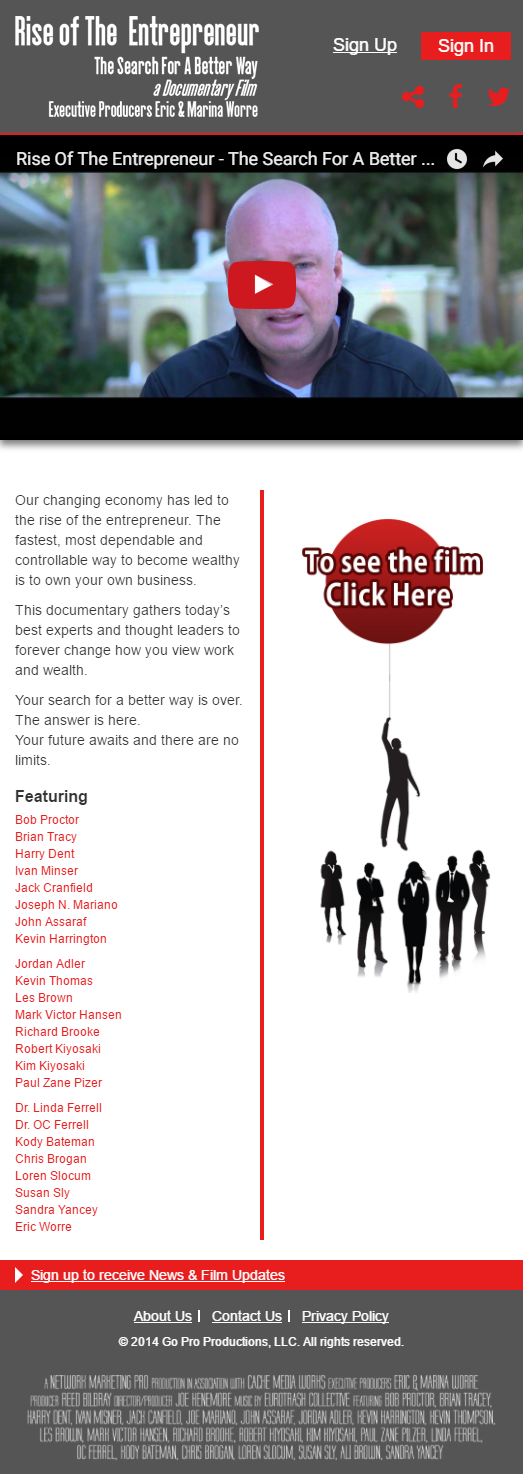 Rise of The Entrepreneur
The Search For A Better Way
a Documentary Film
Executive Producers Eric & Marina Worre
Sign Up
Sign In
Rise Of The Entrepreneur - The Search For A Better ...
Our changing economy has led to
the rise of the entrepreneur. The
fastest, most dependable and
controllable way to become wealthy
is to own your own business.
This documentary gathers today's
best experts and thought leaders to
forever change how you view work
and wealth.
Your search for a better way is over.
The answer is here.
Your future awaits and there are no
limits.
Featuring
Bob Proctor
Brian Tracy
Harry Dent
Ivan Minser
Jack Cranfield
Joseph N. Mariano
John Assaraf
Kevin Harrington
Jordan Adler
Kevin Thomas
Les Brown
Mark Victor Hansen
Richard Brooke
Robert Kiyosaki
Kim Kiyosaki
Paul Zane Pizer
Dr. Linda Ferrell
Dr. OC Ferrell
Kody Bateman
Chris Brogan
Loren Slocum
Susan Sly
Sandra Yancey
Eric Worre
To see the film
Click Here
Sign up to receive News & Film Updates
About Us | Contact Us | Privacy Policy
© 2014 Go Pro Productions, LLC. All rights reserved.
A NETWORK MARKETING PRO PRODUCTION IN ASSOCIATION WITH CACHE MEDIA WORKS EXECUTIVE PRODUCERS ERIC & MARINA WORRE
PRODUCER REED BILBRAY DIRECTOR/PRODUCER JOE HENEMORE MUSIC BY EUROTRASH COLLECTIVE FEATURING BOB PROCTOR, BRIAN TRACEY,
HARRY DENT, IVAN MISNER, JACK CANFIELD, JOE MARIANO, JOHN ASSARAF, JORDAN ADLER, KEVIN HARRINGTON, KEVIN THOMPSON,
LES BROWN, MARK VICTOR HANSEN, RICHARD BROOKE, ROBERT KIYOSAKI, KIM KIYOSAKI, PAUL ZANE PILZER, LINDA FERREL,
OC FERREL, KODY BATEMAN, CHRIS BROGAN, LOREN SLOCUM, SUSAN SLY, ALI BROWN, SANDRA YANCEY